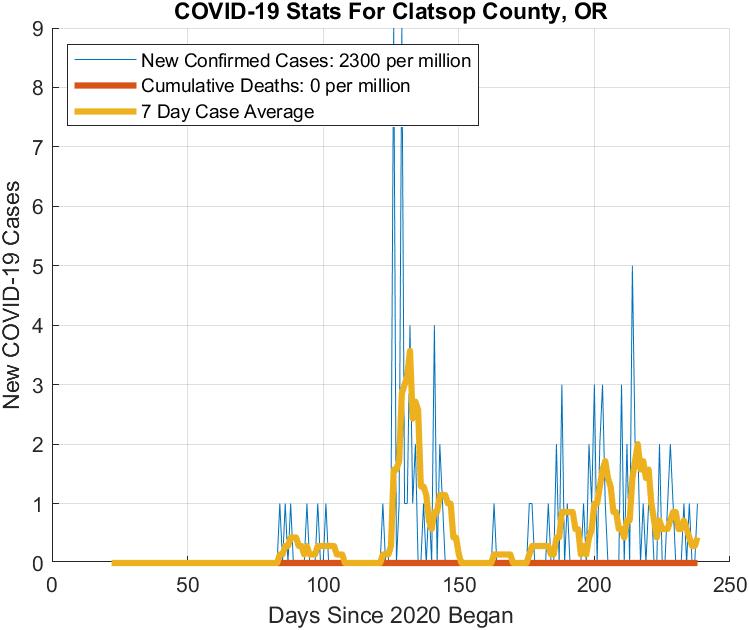 COVID-19 Stats For Clatsop County, OR
New Confirmed Cases: 2300 per million
Cumulative Deaths: 0 per million
7 Day Case Average
New COVID-19 Cases
9
8
7
6
5
4
3
2
1
0
0 50 100 150 200 250
Days Since 2020 Began